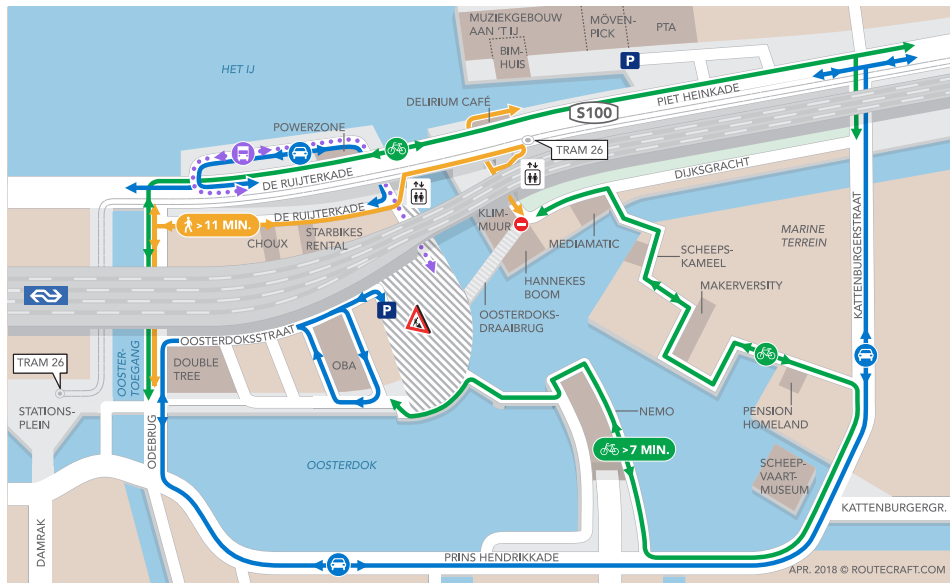 MUZIEKGEBOUW
AAN 'T IJ
BIM-
HUIS
MÖVEN-
PICK
PTA
P
HET IJ
DELIRIUM CAFÉ
S100
PIET HEINKADE
POWERZONE
TRAM 26
DE RUIJTERKADE
DIJKSGRACHT
DE RUIJTERKADE
>11 MIN.
CHOUX
STARBIKES
RENTAL
KLIM-
MUUR
MEDIAMATIC
HANNEKES
BOOM
OOSTERDOKS-
DRAAIBRUG
SCHEEPS-
KAMEEL
MAKERVERSITY
MARINE
TERREIN
KATTENBURGERSTRAAT
P
OOSTERDOKSSTRAAT
OOSTER-
TOEGANG
DOUBLE
TREE
OBA
TRAM 26
STATIONS-
PLEIN
ODEBRUG
DAMRAK
OOSTERDOK
NEMO
>7 MIN.
PENSION
HOMELAND
SCHEEP-
VAART-
MUSEUM
KATTENBURGERGR.
PRINS HENDRIKKADE
APR. 2018 © ROUTECRAFT.COM